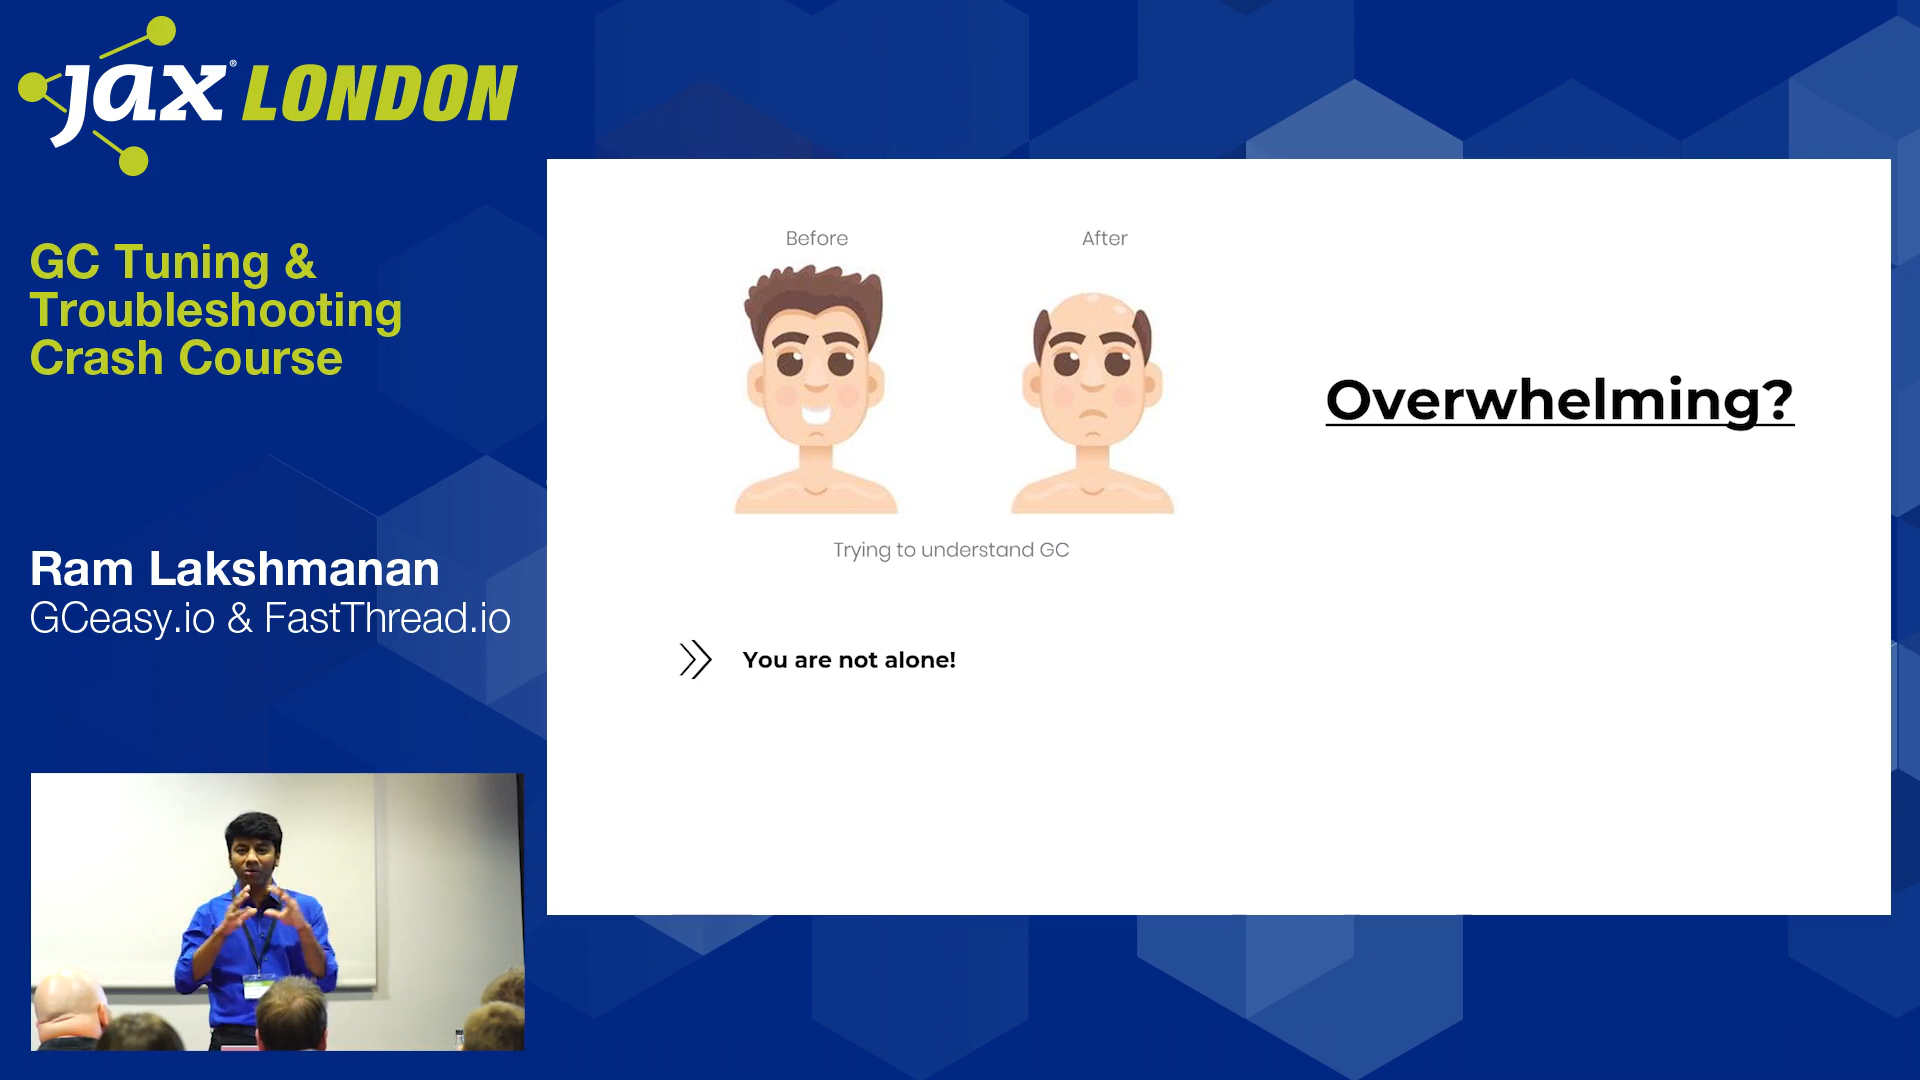 jax® LONDON
GC Tuning &
Troubleshooting
Crash Course
Ram Lakshmanan
GCeasy.io & FastThread.io
Before
After
Overwhelming?
Trying to understand GC
You are not alone!